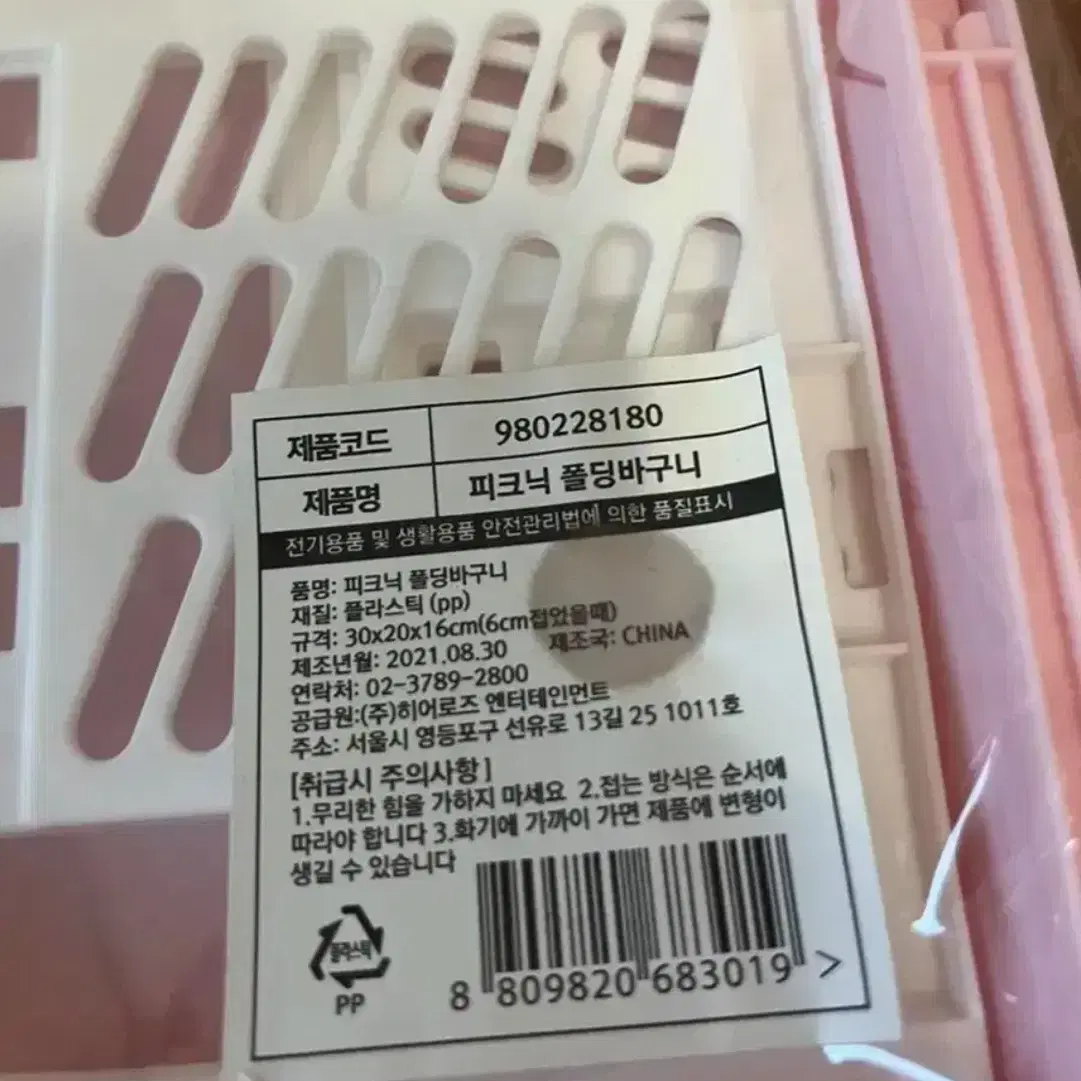 제품코드 980228180
제품명 피크닉 폴딩바구니
전기용품 및 생활용품 안전관리법에 의한 품질표시
품명: 피크닉 폴딩바구니
재질: 플라스틱 (pp)
규격: 30x20x16cm(6cm접었을때)
제조년월: 2021.08.30 제조국: CHINA
연락처: 02-3789-2800
공급원:(주)히어로즈 엔터테인먼트
주소: 서울시 영등포구 선유로 13길 25 1011호
[취급시 주의사항]
1.무리한 힘을 가하지 마세요 2.접는 방식은 순서에
따라야 합니다 3.화기에 가까이 가면 제품에 변형이
생길 수 있습니다
플라스틱
PP
8 809820 683019 >